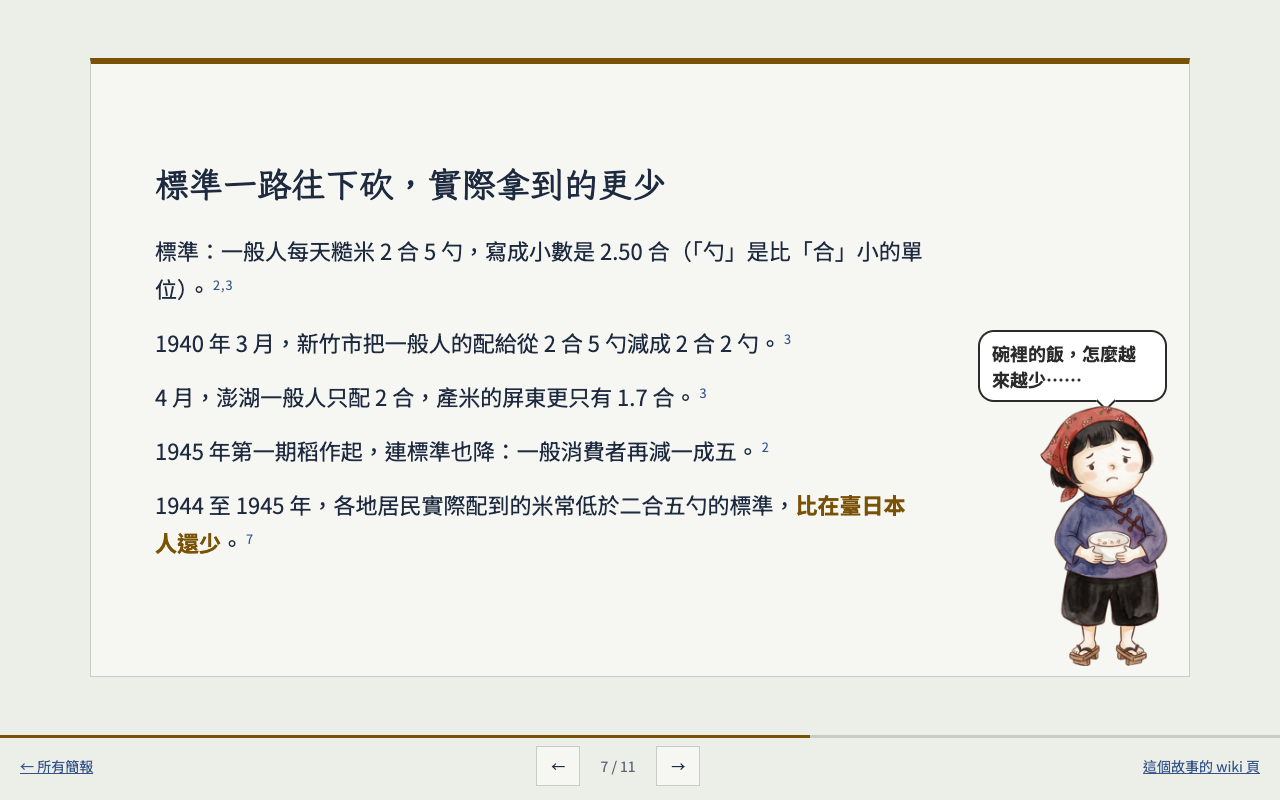 標準一路往下砍，實際拿到的更少
標準：一般人每天糙米 2 合 5 勺，寫成小數是 2.50 合（「勺」是比「合」小的單
位）。2,3
1940 年 3 月，新竹市把一般人的配給從 2 合 5 勺減成 2 合 2 勺。3
4 月，澎湖一般人只配 2 合，產米的屏東更只有 1.7 合。3
1945 年第一期稻作起，連標準也降：一般消費者再減一成五。2
1944 至 1945 年，各地居民實際配到的米常低於二合五勺的標準，比在臺日本
人還少。7
碗裡的飯，怎麼越
來越少⋯⋯
← 所有簡報
←
7 / 11
→
這個故事的 wiki 頁